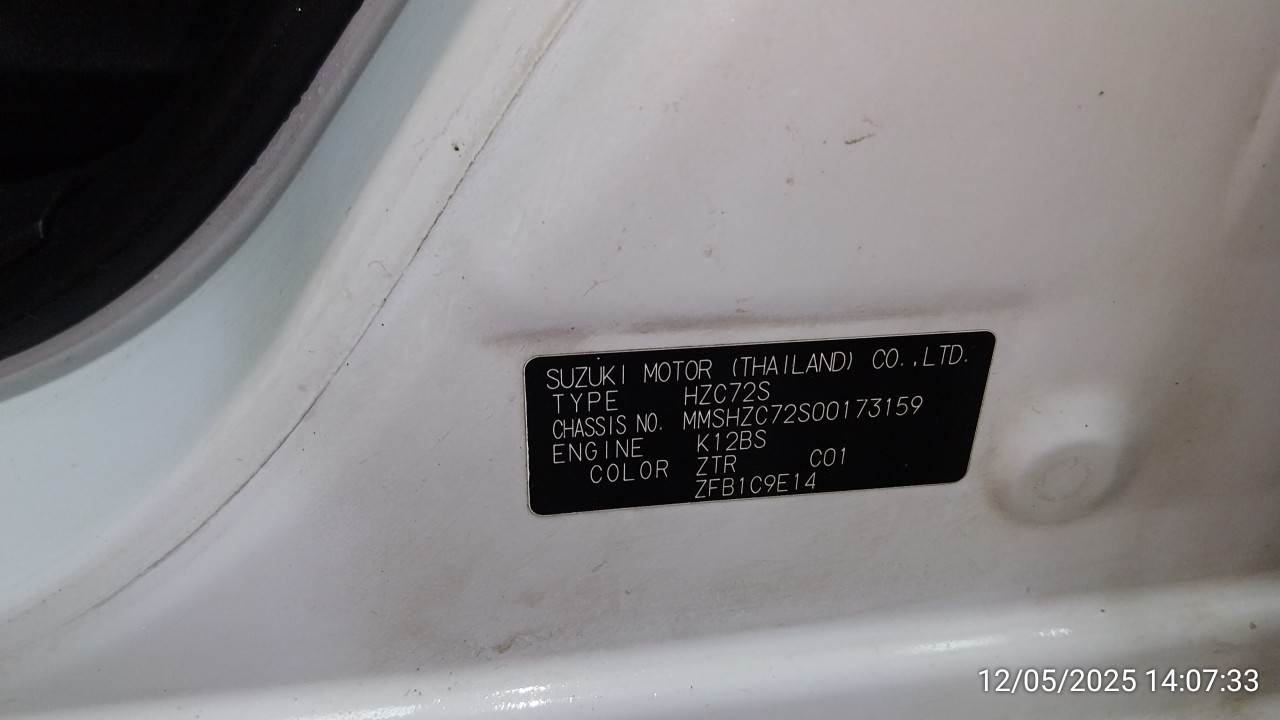 SUZUKI MOTOR (THAILAND) CO.,LTD.
TYPE HZC72S
CHASSIS NO. MMSHZC72S00173159
ENGINE K12BS
COLOR ZTR C01
ZFB1C9E14
12/05/2025 14:07:33